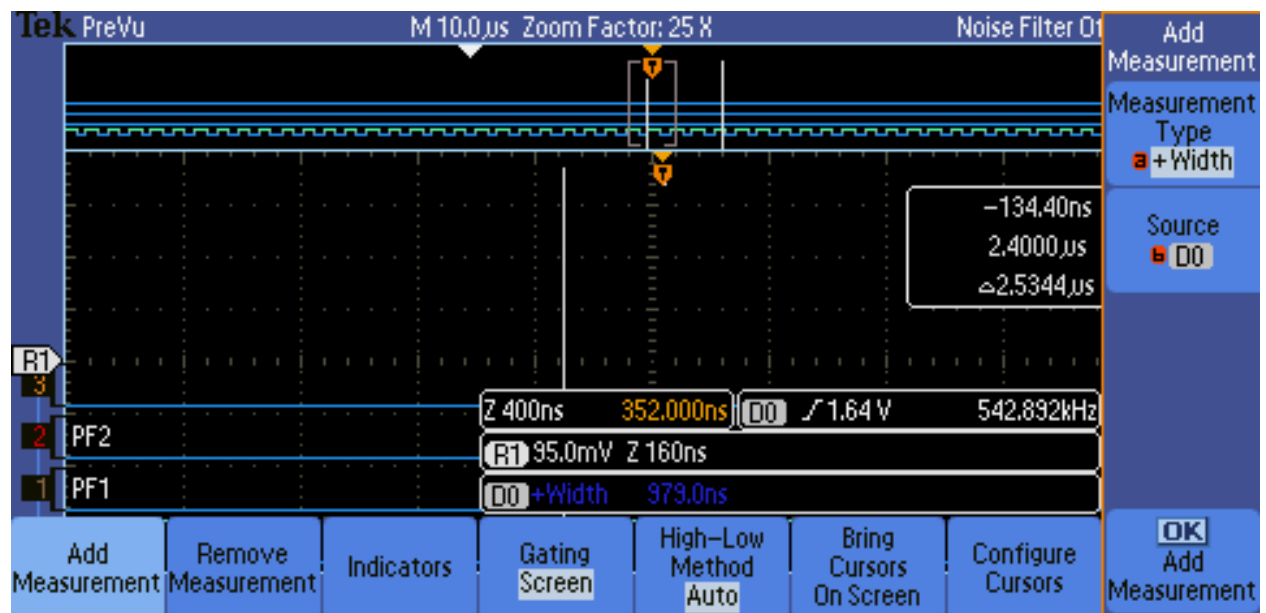 Tek PreVu M 10.0µs Zoom Factor: 25 X Noise Filter Of
T
T
−134.40ns
2.4000µs
△2.5344µs
R1
3
Z 400ns 352.000ns D0 ∫ 1.64 V 542.892kHz
2 PF2
R1 95.0mV Z 160ns
1 PF1
D0 +Width 979.0ns
Add
Measurement
Measurement
Type
a +Width
Source
b D0
OK
Add
Measurement
Add
Measurement
Remove
Measurement
Indicators
Gating
Screen
High−Low
Method
Auto
Bring
Cursors
On Screen
Configure
Cursors